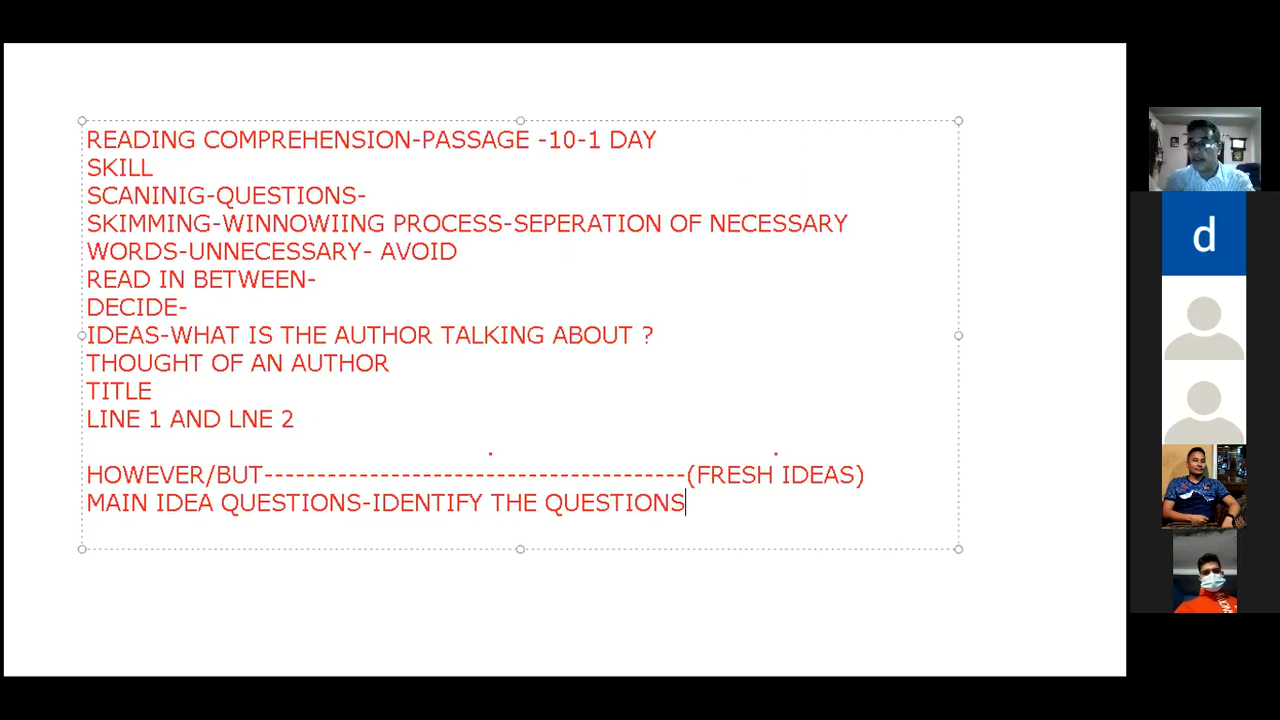 READING COMPREHENSION-PASSAGE -10-1 DAY
SKILL
SCANINIG-QUESTIONS-
SKIMMING-WINNOWIING PROCESS-SEPERATION OF NECESSARY
WORDS-UNNECESSARY- AVOID
READ IN BETWEEN-
DECIDE-
IDEAS-WHAT IS THE AUTHOR TALKING ABOUT ?
THOUGHT OF AN AUTHOR
TITLE
LINE 1 AND LNE 2
HOWEVER/BUT----------------------------------------(FRESH IDEAS)
MAIN IDEA QUESTIONS-IDENTIFY THE QUESTIONS
d